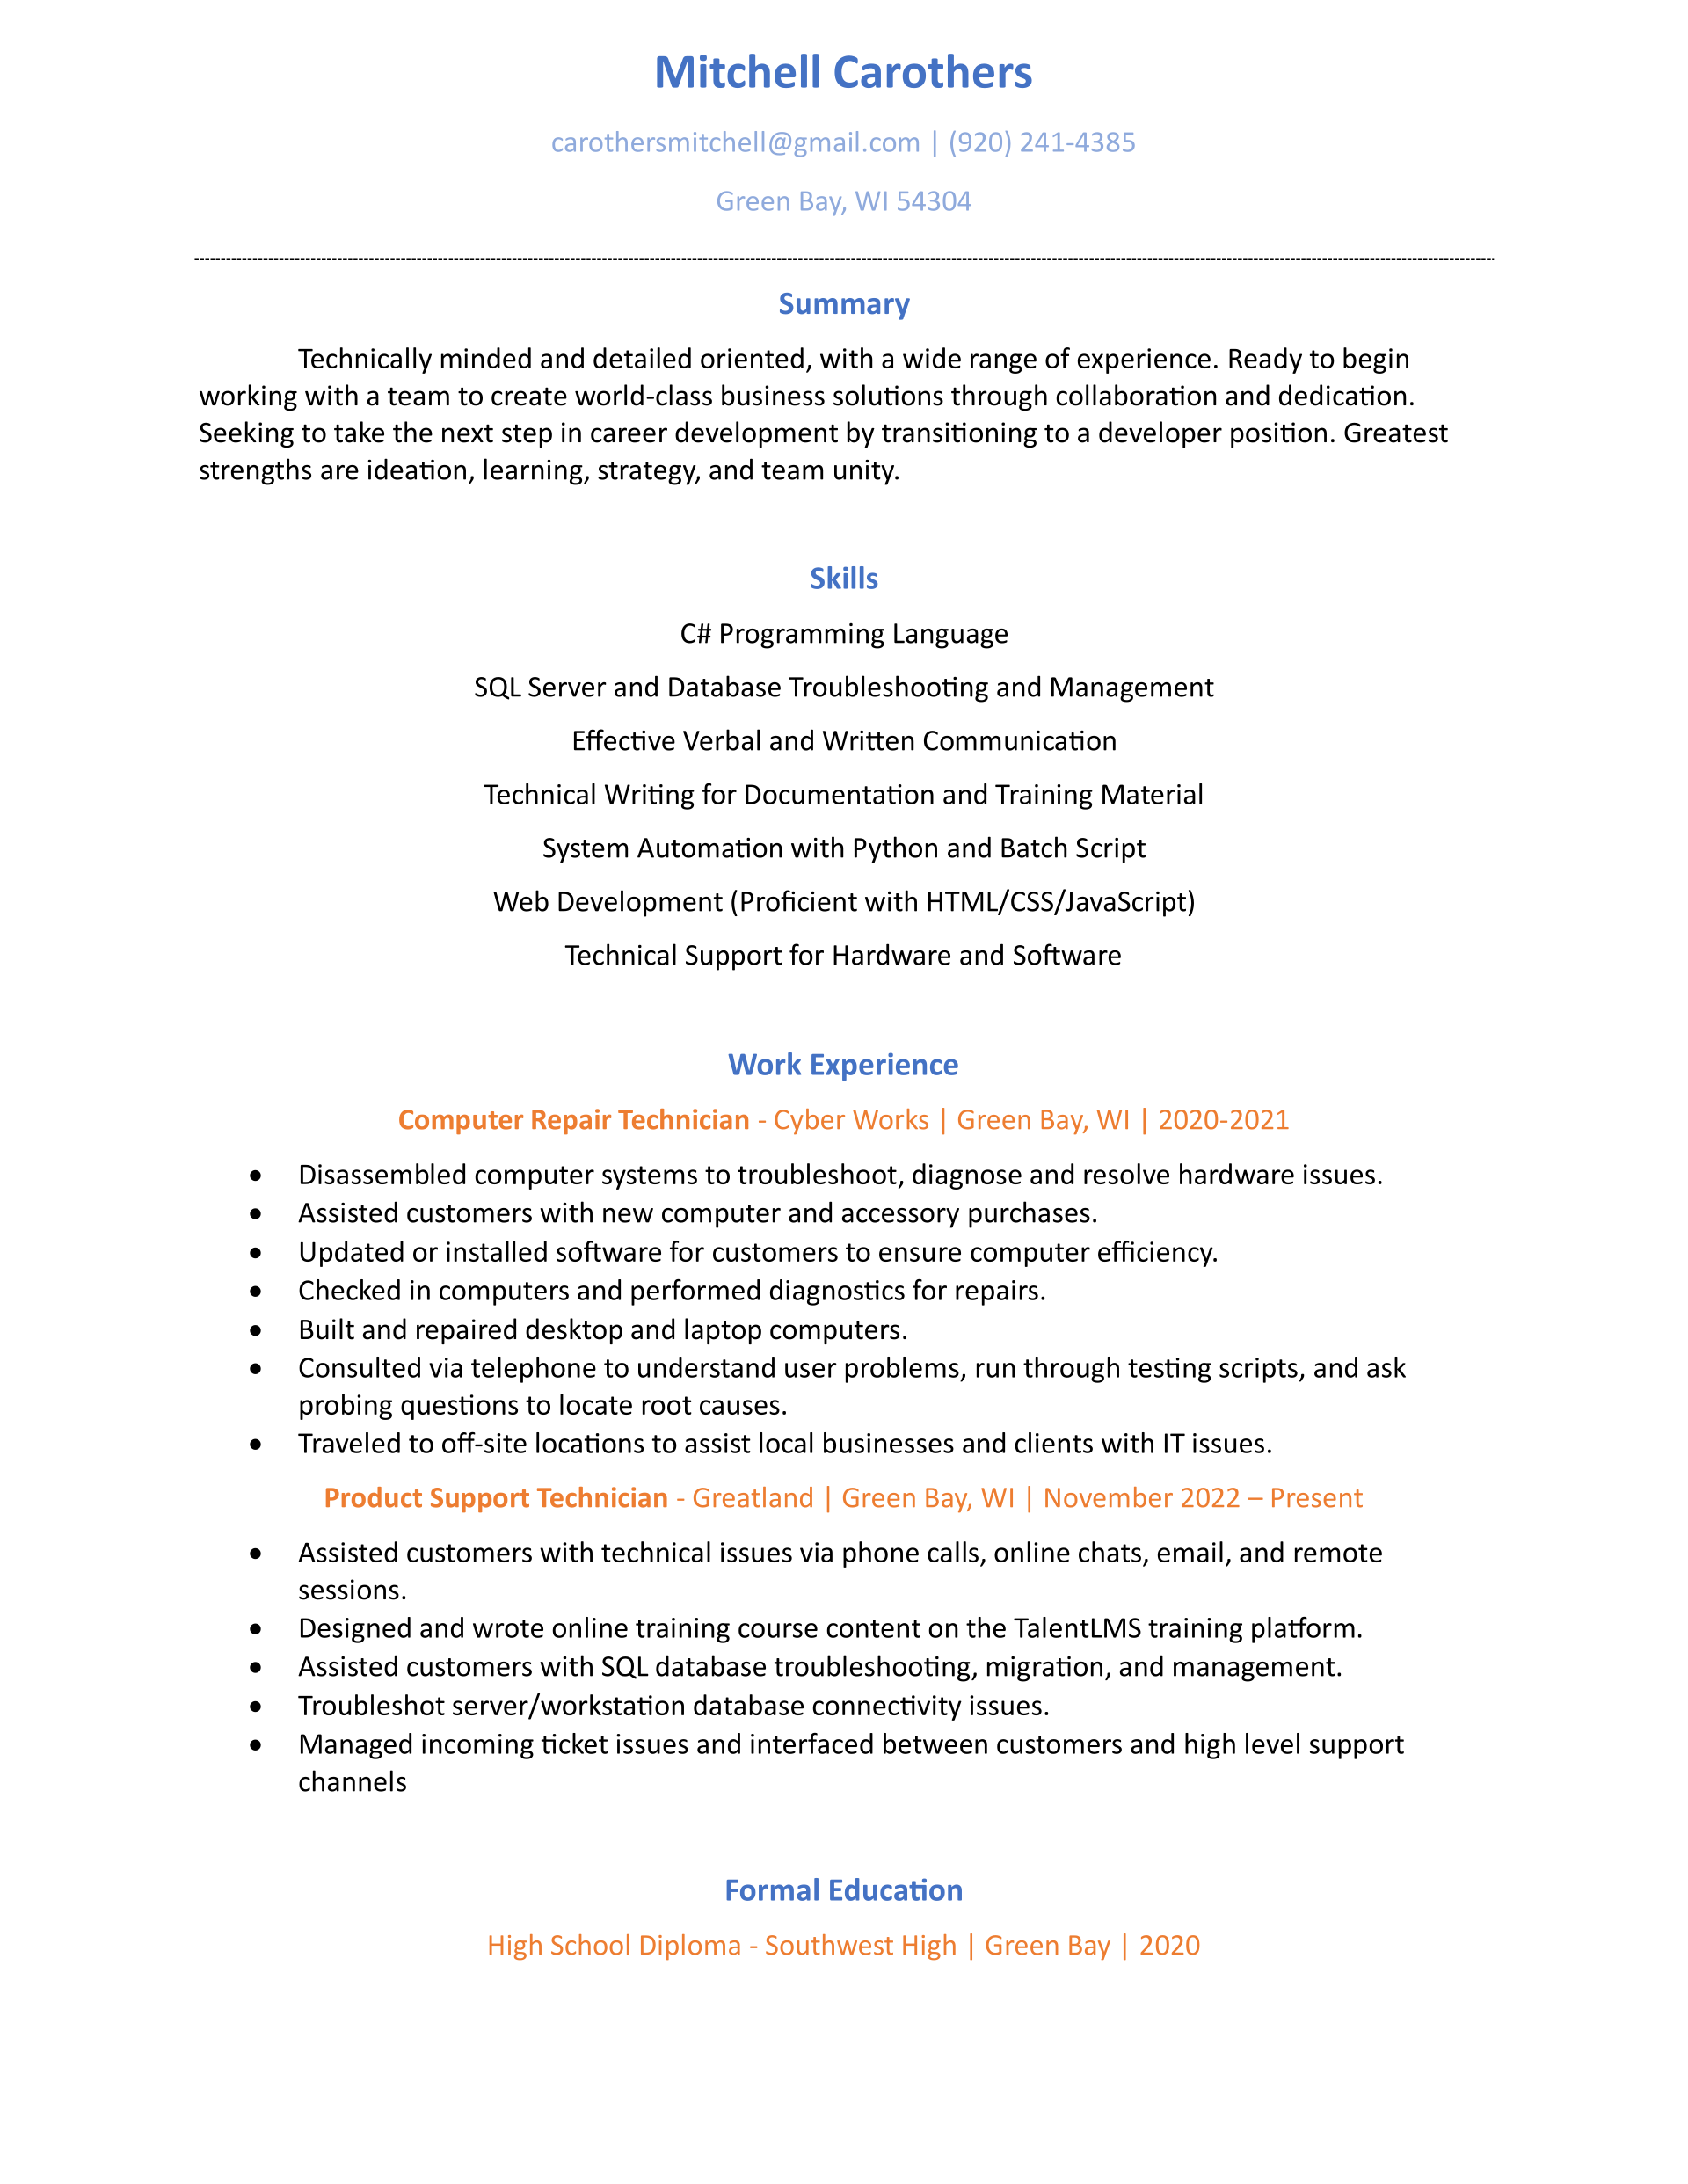 Mitchell Carothers
carothersmitchell@gmail.com | (920) 241-4385
Green Bay, WI 54304
Summary
Technically minded and detailed oriented, with a wide range of experience. Ready to begin
working with a team to create world-class business solutions through collaboration and dedication.
Seeking to take the next step in career development by transitioning to a developer position. Greatest
strengths are ideation, learning, strategy, and team unity.
Skills
C# Programming Language
SQL Server and Database Troubleshooting and Management
Effective Verbal and Written Communication
Technical Writing for Documentation and Training Material
System Automation with Python and Batch Script
Web Development (Proficient with HTML/CSS/JavaScript)
Technical Support for Hardware and Software
Work Experience
Computer Repair Technician - Cyber Works | Green Bay, WI | 2020-2021
• Disassembled computer systems to troubleshoot, diagnose and resolve hardware issues.
• Assisted customers with new computer and accessory purchases.
• Updated or installed software for customers to ensure computer efficiency.
• Checked in computers and performed diagnostics for repairs.
• Built and repaired desktop and laptop computers.
• Consulted via telephone to understand user problems, run through testing scripts, and ask
probing questions to locate root causes.
• Traveled to off-site locations to assist local businesses and clients with IT issues.
Product Support Technician - Greatland | Green Bay, WI | November 2022 – Present
• Assisted customers with technical issues via phone calls, online chats, email, and remote
sessions.
• Designed and wrote online training course content on the TalentLMS training platform.
• Assisted customers with SQL database troubleshooting, migration, and management.
• Troubleshot server/workstation database connectivity issues.
• Managed incoming ticket issues and interfaced between customers and high level support
channels
Formal Education
High School Diploma - Southwest High | Green Bay | 2020